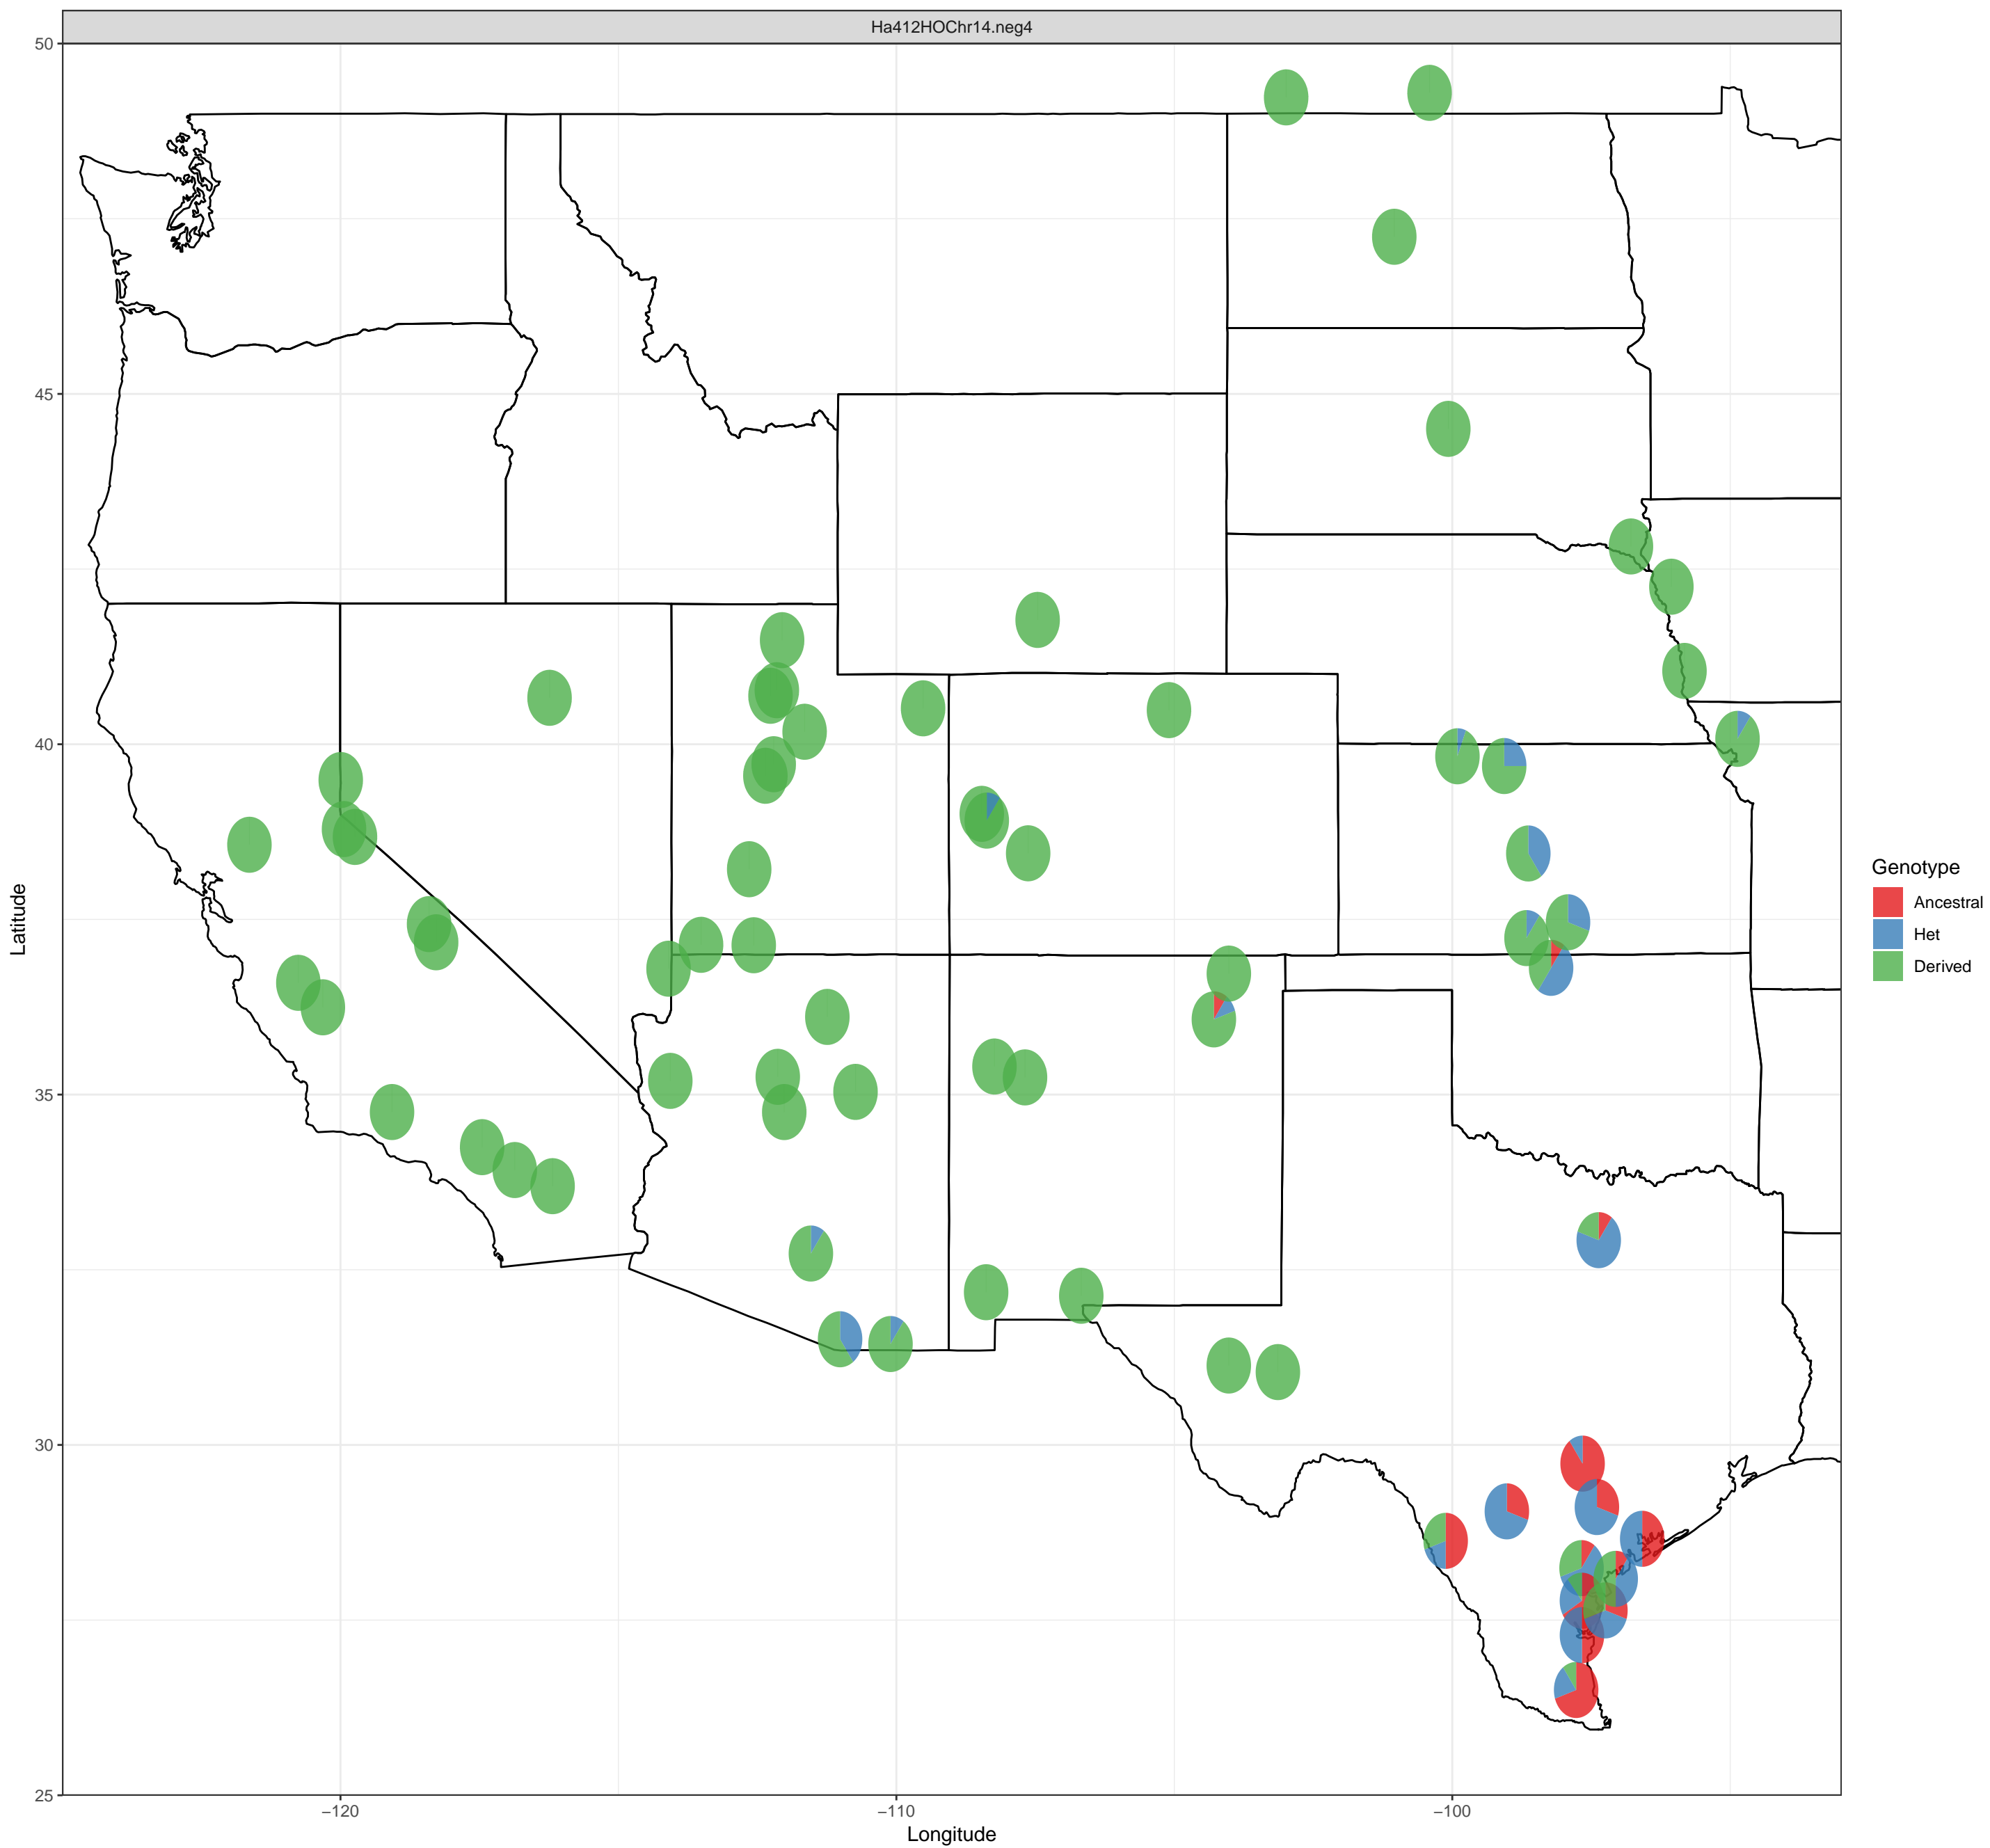 Ha412HOChr14.neg4
50
45
40
35
30
25
Latitude
−120
−110
−100
Longitude
Genotype
Ancestral
Het
Derived